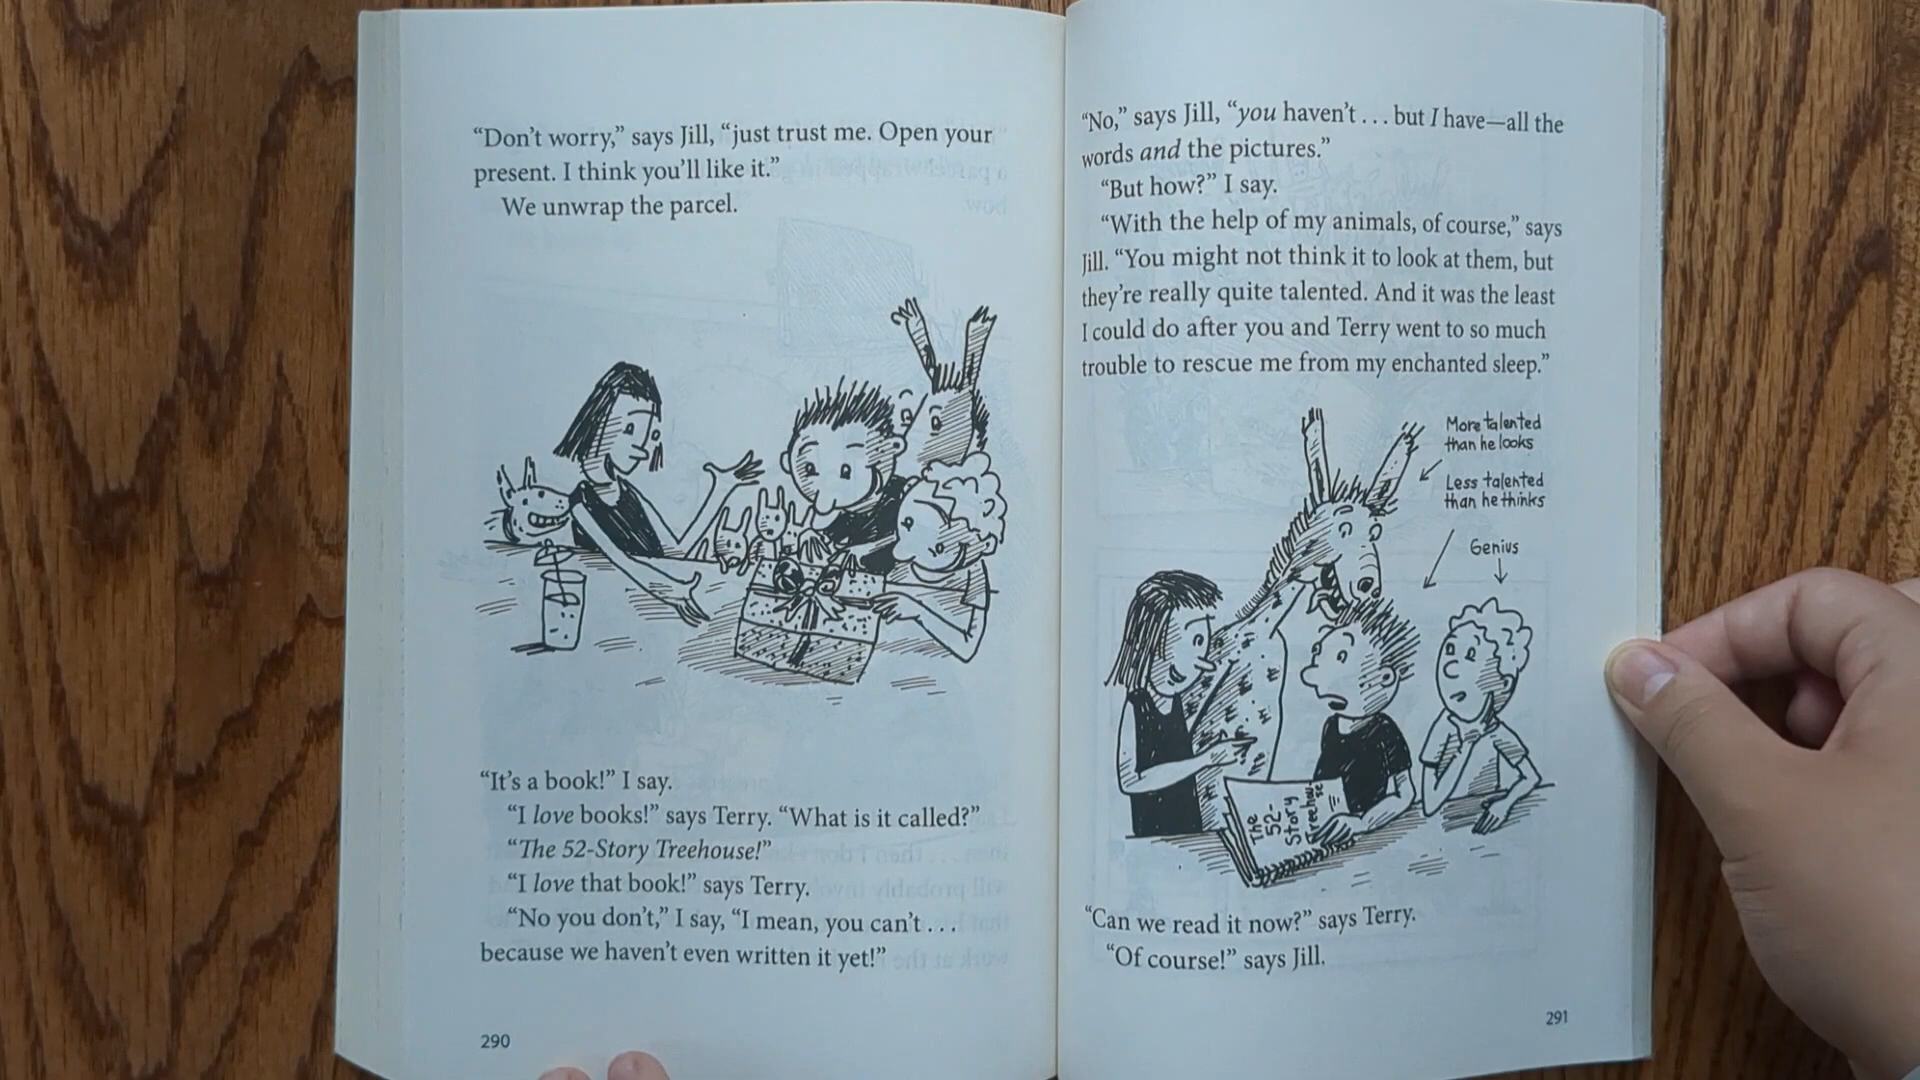 “Don’t worry,” says Jill, “just trust me. Open your
present. I think you’ll like it.”
We unwrap the parcel.
“It’s a book!” I say.
“I love books!” says Terry. “What is it called?”
“The 52-Story Treehouse!”
“I love that book!” says Terry.
“No you don’t,” I say, “I mean, you can’t . . .
because we haven’t even written it yet!”
290
“No,” says Jill, “you haven’t . . . but I have—all the
words and the pictures.”
“But how?” I say.
“With the help of my animals, of course,” says
Jill. “You might not think it to look at them, but
they’re really quite talented. And it was the least
I could do after you and Terry went to so much
trouble to rescue me from my enchanted sleep.”
More talented
than he looks
Less talented
than he thinks
Genius
The
52-
Story
Treehouse
“Can we read it now?” says Terry.
“Of course!” says Jill.
291